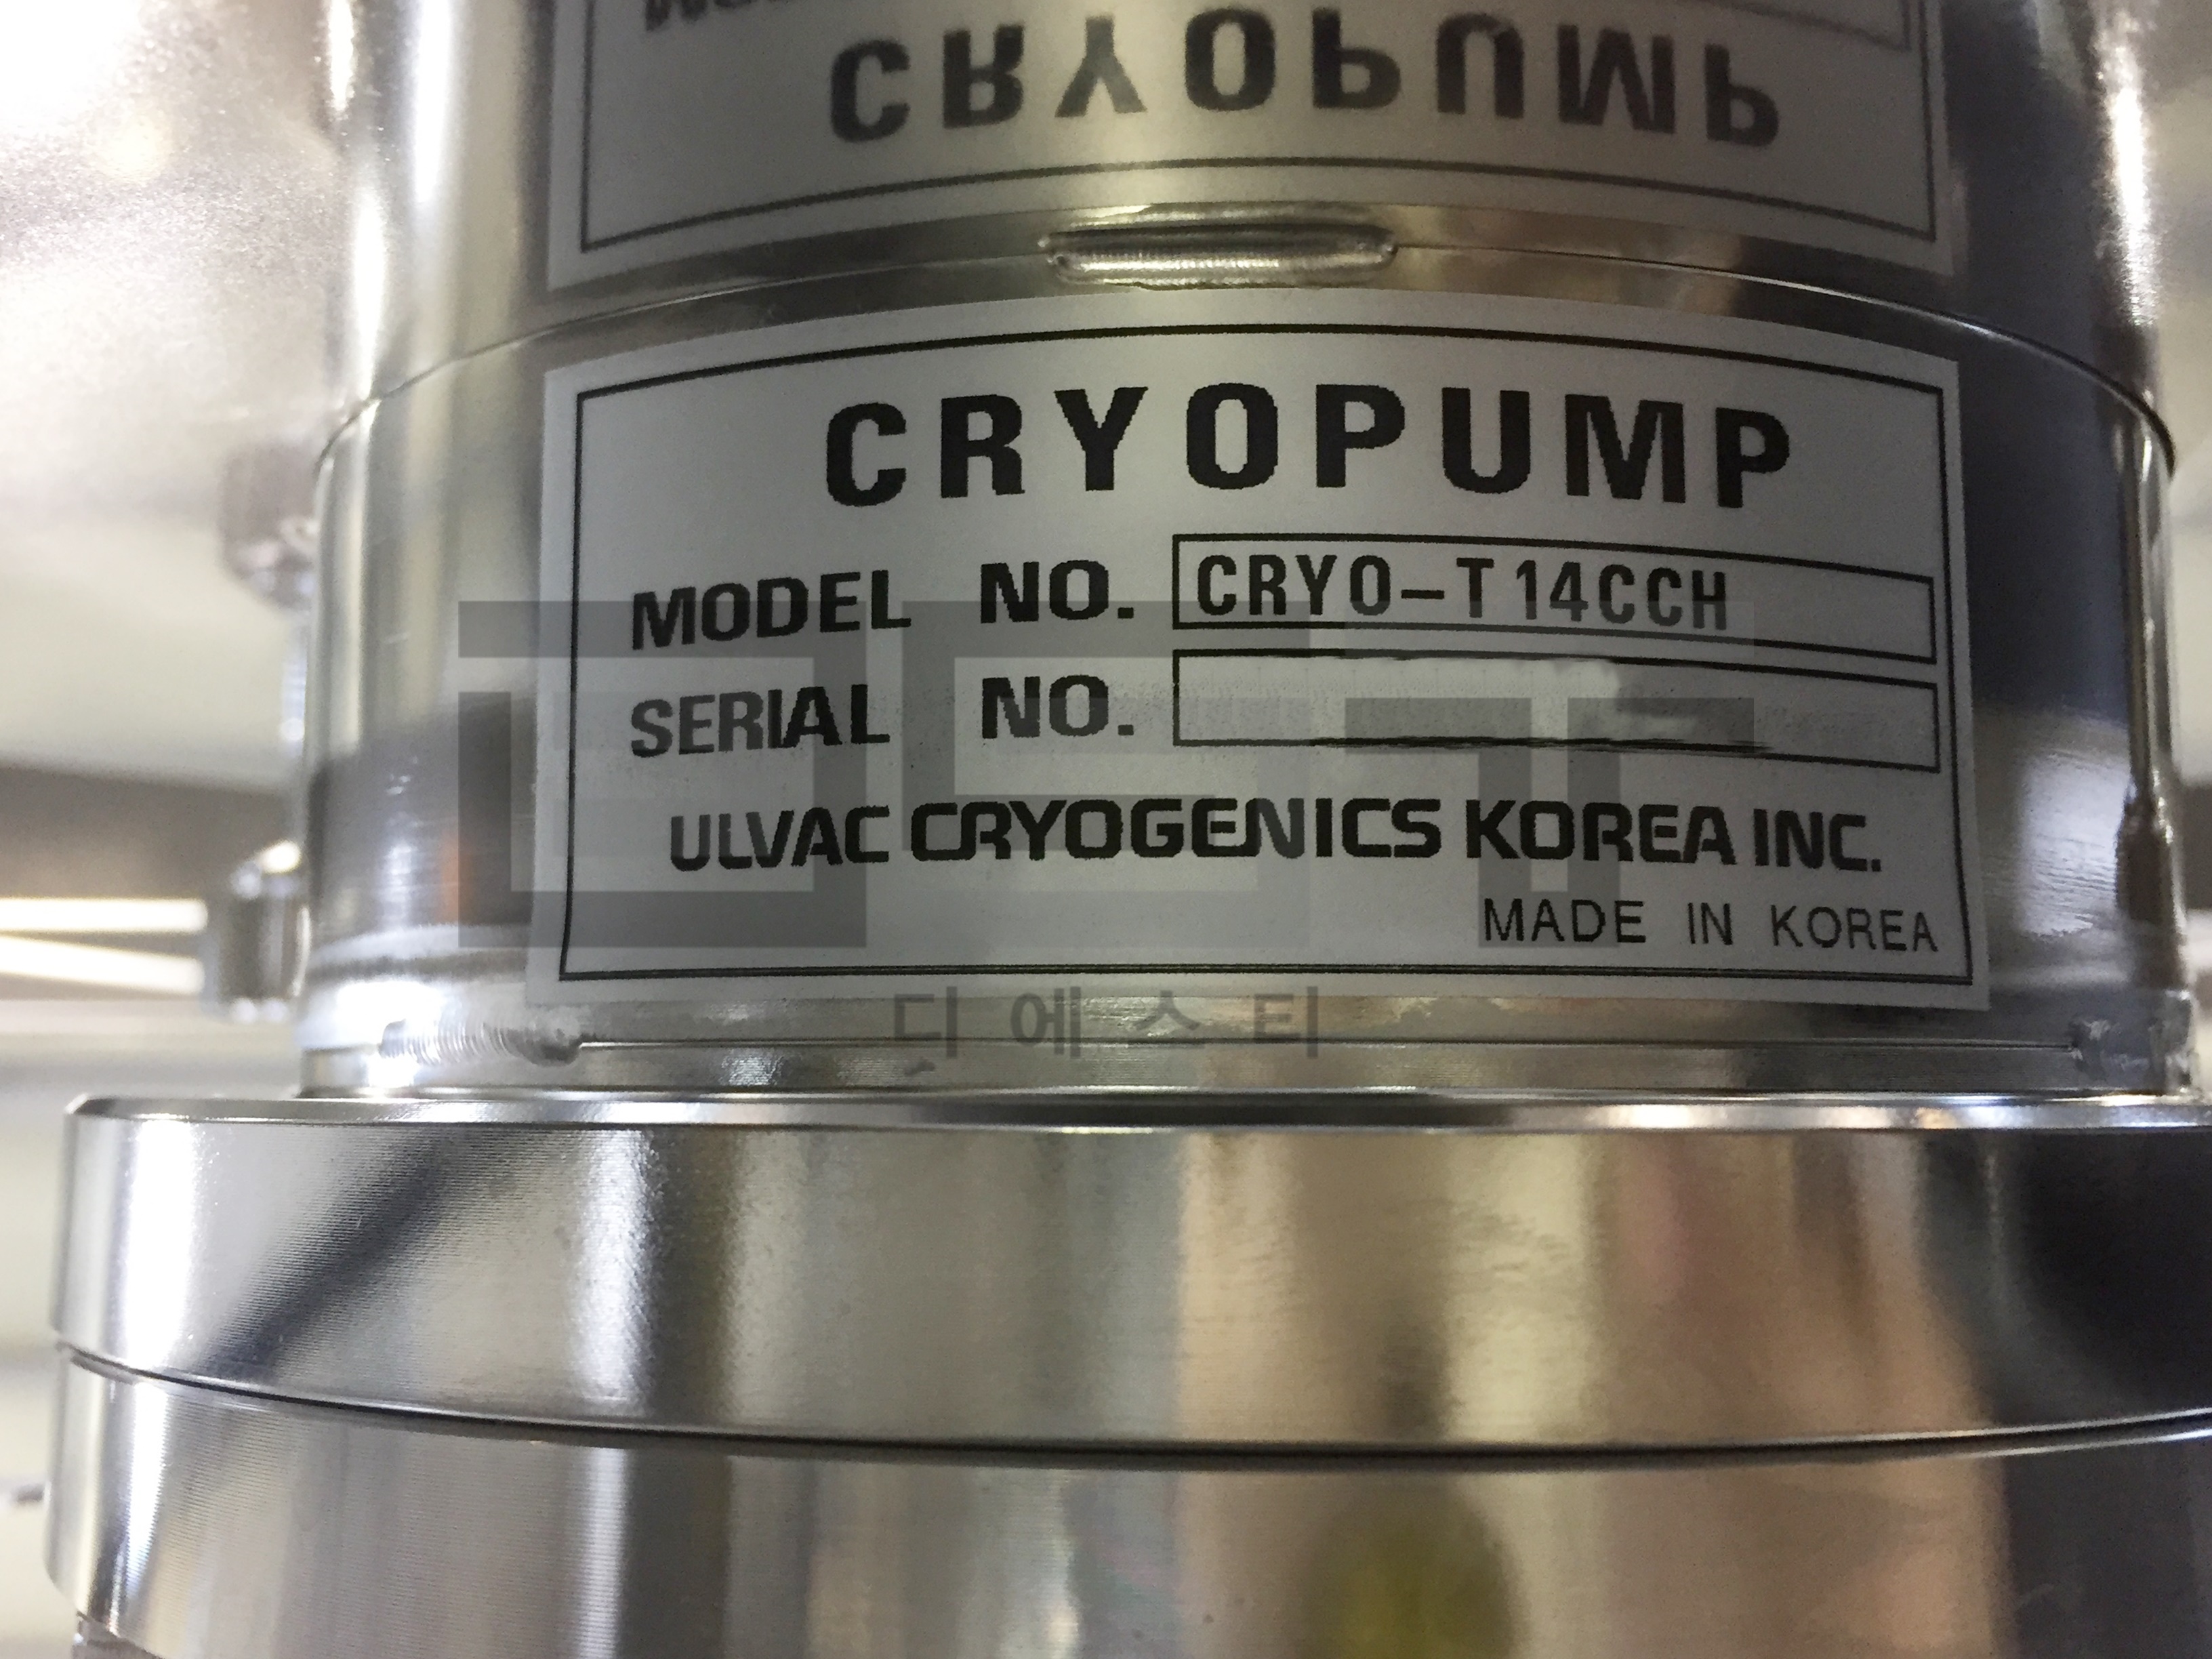 CRYOPUMP
CRYOPUMP
MODEL NO. CRYO-T14CCH
SERIAL NO.
ULVAC CRYOGENICS KOREA INC.
MADE IN KOREA
DST
디에스티